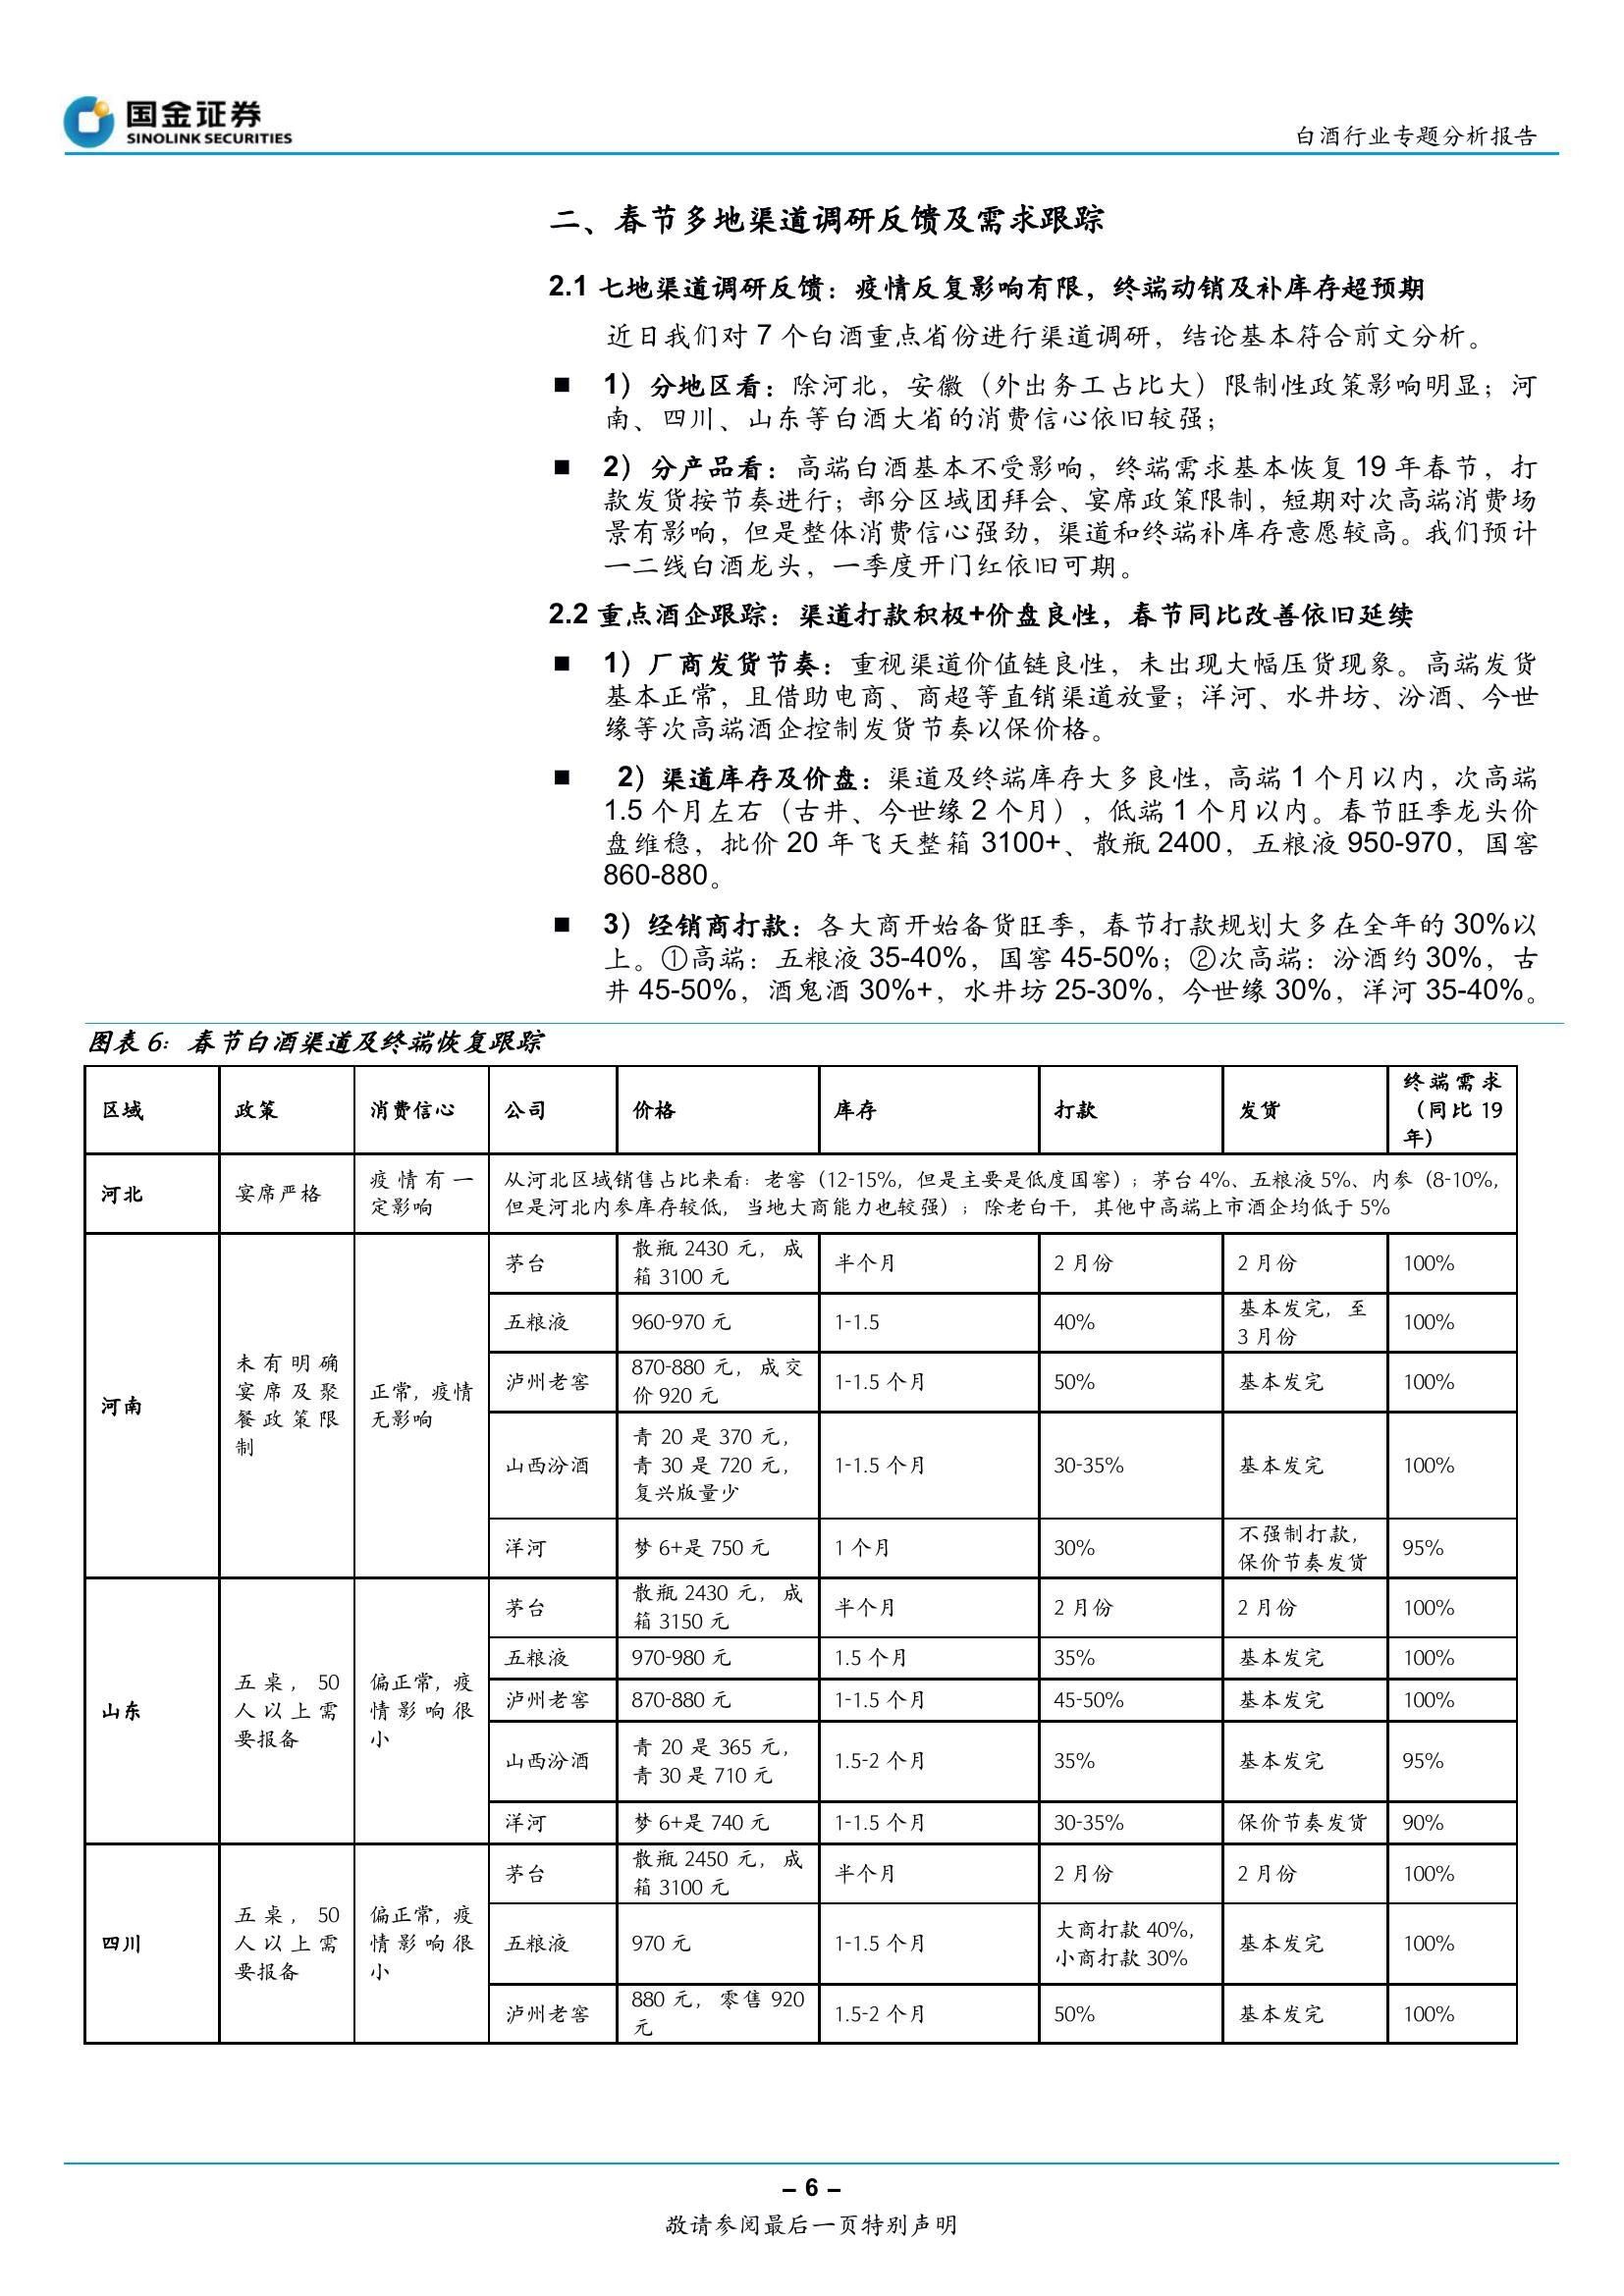 国金证券
SINOLINK SECURITIES
白酒行业专题分析报告
二、春节多地渠道调研反馈及需求跟踪
2.1 七地渠道调研反馈：疫情反复影响有限，终端动销及补库存超预期
近日我们对 7 个白酒重点省份进行渠道调研，结论基本符合前文分析。
■ 1）分地区看：除河北，安徽（外出务工占比大）限制性政策影响明显；河
南、四川、山东等白酒大省的消费信心依旧较强；
■ 2）分产品看：高端白酒基本不受影响，终端需求基本恢复 19 年春节，打
款发货按节奏进行；部分区域团拜会、宴席政策限制，短期对次高端消费场
景有影响，但是整体消费信心强劲，渠道和终端补库存意愿较高。我们预计
一二线白酒龙头，一季度开门红依旧可期。
2.2 重点酒企跟踪：渠道打款积极+价盘良性，春节同比改善依旧延续
■ 1）厂商发货节奏：重视渠道价值链良性，未出现大幅压货现象。高端发货
基本正常，且借助电商、商超等直销渠道放量；洋河、水井坊、汾酒、今世
缘等次高端酒企控制发货节奏以保价格。
■ 2）渠道库存及价盘：渠道及终端库存大多良性，高端 1 个月以内，次高端
1.5 个月左右（古井、今世缘 2 个月），低端 1 个月以内。春节旺季龙头价
盘维稳，批价 20 年飞天整箱 3100+、散瓶 2400，五粮液 950-970，国窖
860-880。
■ 3）经销商打款：各大商开始备货旺季，春节打款规划大多在全年的 30%以
上。①高端：五粮液 35-40%，国窖 45-50%；②次高端：汾酒约 30%，古
井 45-50%，酒鬼酒 30%+，水井坊 25-30%，今世缘 30%，洋河 35-40%。
图表 6：春节白酒渠道及终端恢复跟踪
区域 政策 消费信心 公司 价格 库存 打款 发货 终端需求
（同比 19
年）
河北 宴席严格 疫情有一
定影响
从河北区域销售占比来看：老窖（12-15%，但是主要是低度国窖）；茅台 4%、五粮液 5%、内参（8-10%，
但是河北内参库存较低，当地大商能力也较强）；除老白干，其他中高端上市酒企均低于 5%
河南
未有明确
宴席及聚
餐政策限
制
正常，疫情
无影响
茅台 散瓶 2430 元，成
箱 3100 元 半个月 2 月份 2 月份 100%
五粮液 960-970 元 1-1.5 40% 基本发完，至
3 月份 100%
泸州老窖 870-880 元，成交
价 920 元 1-1.5 个月 50% 基本发完 100%
山西汾酒 青 20 是 370 元，
青 30 是 720 元，
复兴版量少 1-1.5 个月 30-35% 基本发完 100%
洋河 梦 6+是 750 元 1 个月 30% 不强制打款，
保价节奏发货 95%
山东
五桌，50
人以上需
要报备
偏正常，疫
情影响很
小
茅台 散瓶 2430 元，成
箱 3150 元 半个月 2 月份 2 月份 100%
五粮液 970-980 元 1.5 个月 35% 基本发完 100%
泸州老窖 870-880 元 1-1.5 个月 45-50% 基本发完 100%
山西汾酒 青 20 是 365 元，
青 30 是 710 元 1.5-2 个月 35% 基本发完 95%
洋河 梦 6+是 740 元 1-1.5 个月 30-35% 保价节奏发货 90%
四川
五桌，50
人以上需
要报备
偏正常，疫
情影响很
小
茅台 散瓶 2450 元，成
箱 3100 元 半个月 2 月份 2 月份 100%
五粮液 970 元 1-1.5 个月 大商打款 40%，
小商打款 30% 基本发完 100%
泸州老窖 880 元，零售 920
元 1.5-2 个月 50% 基本发完 100%
- 6 -
敬请参阅最后一页特别声明